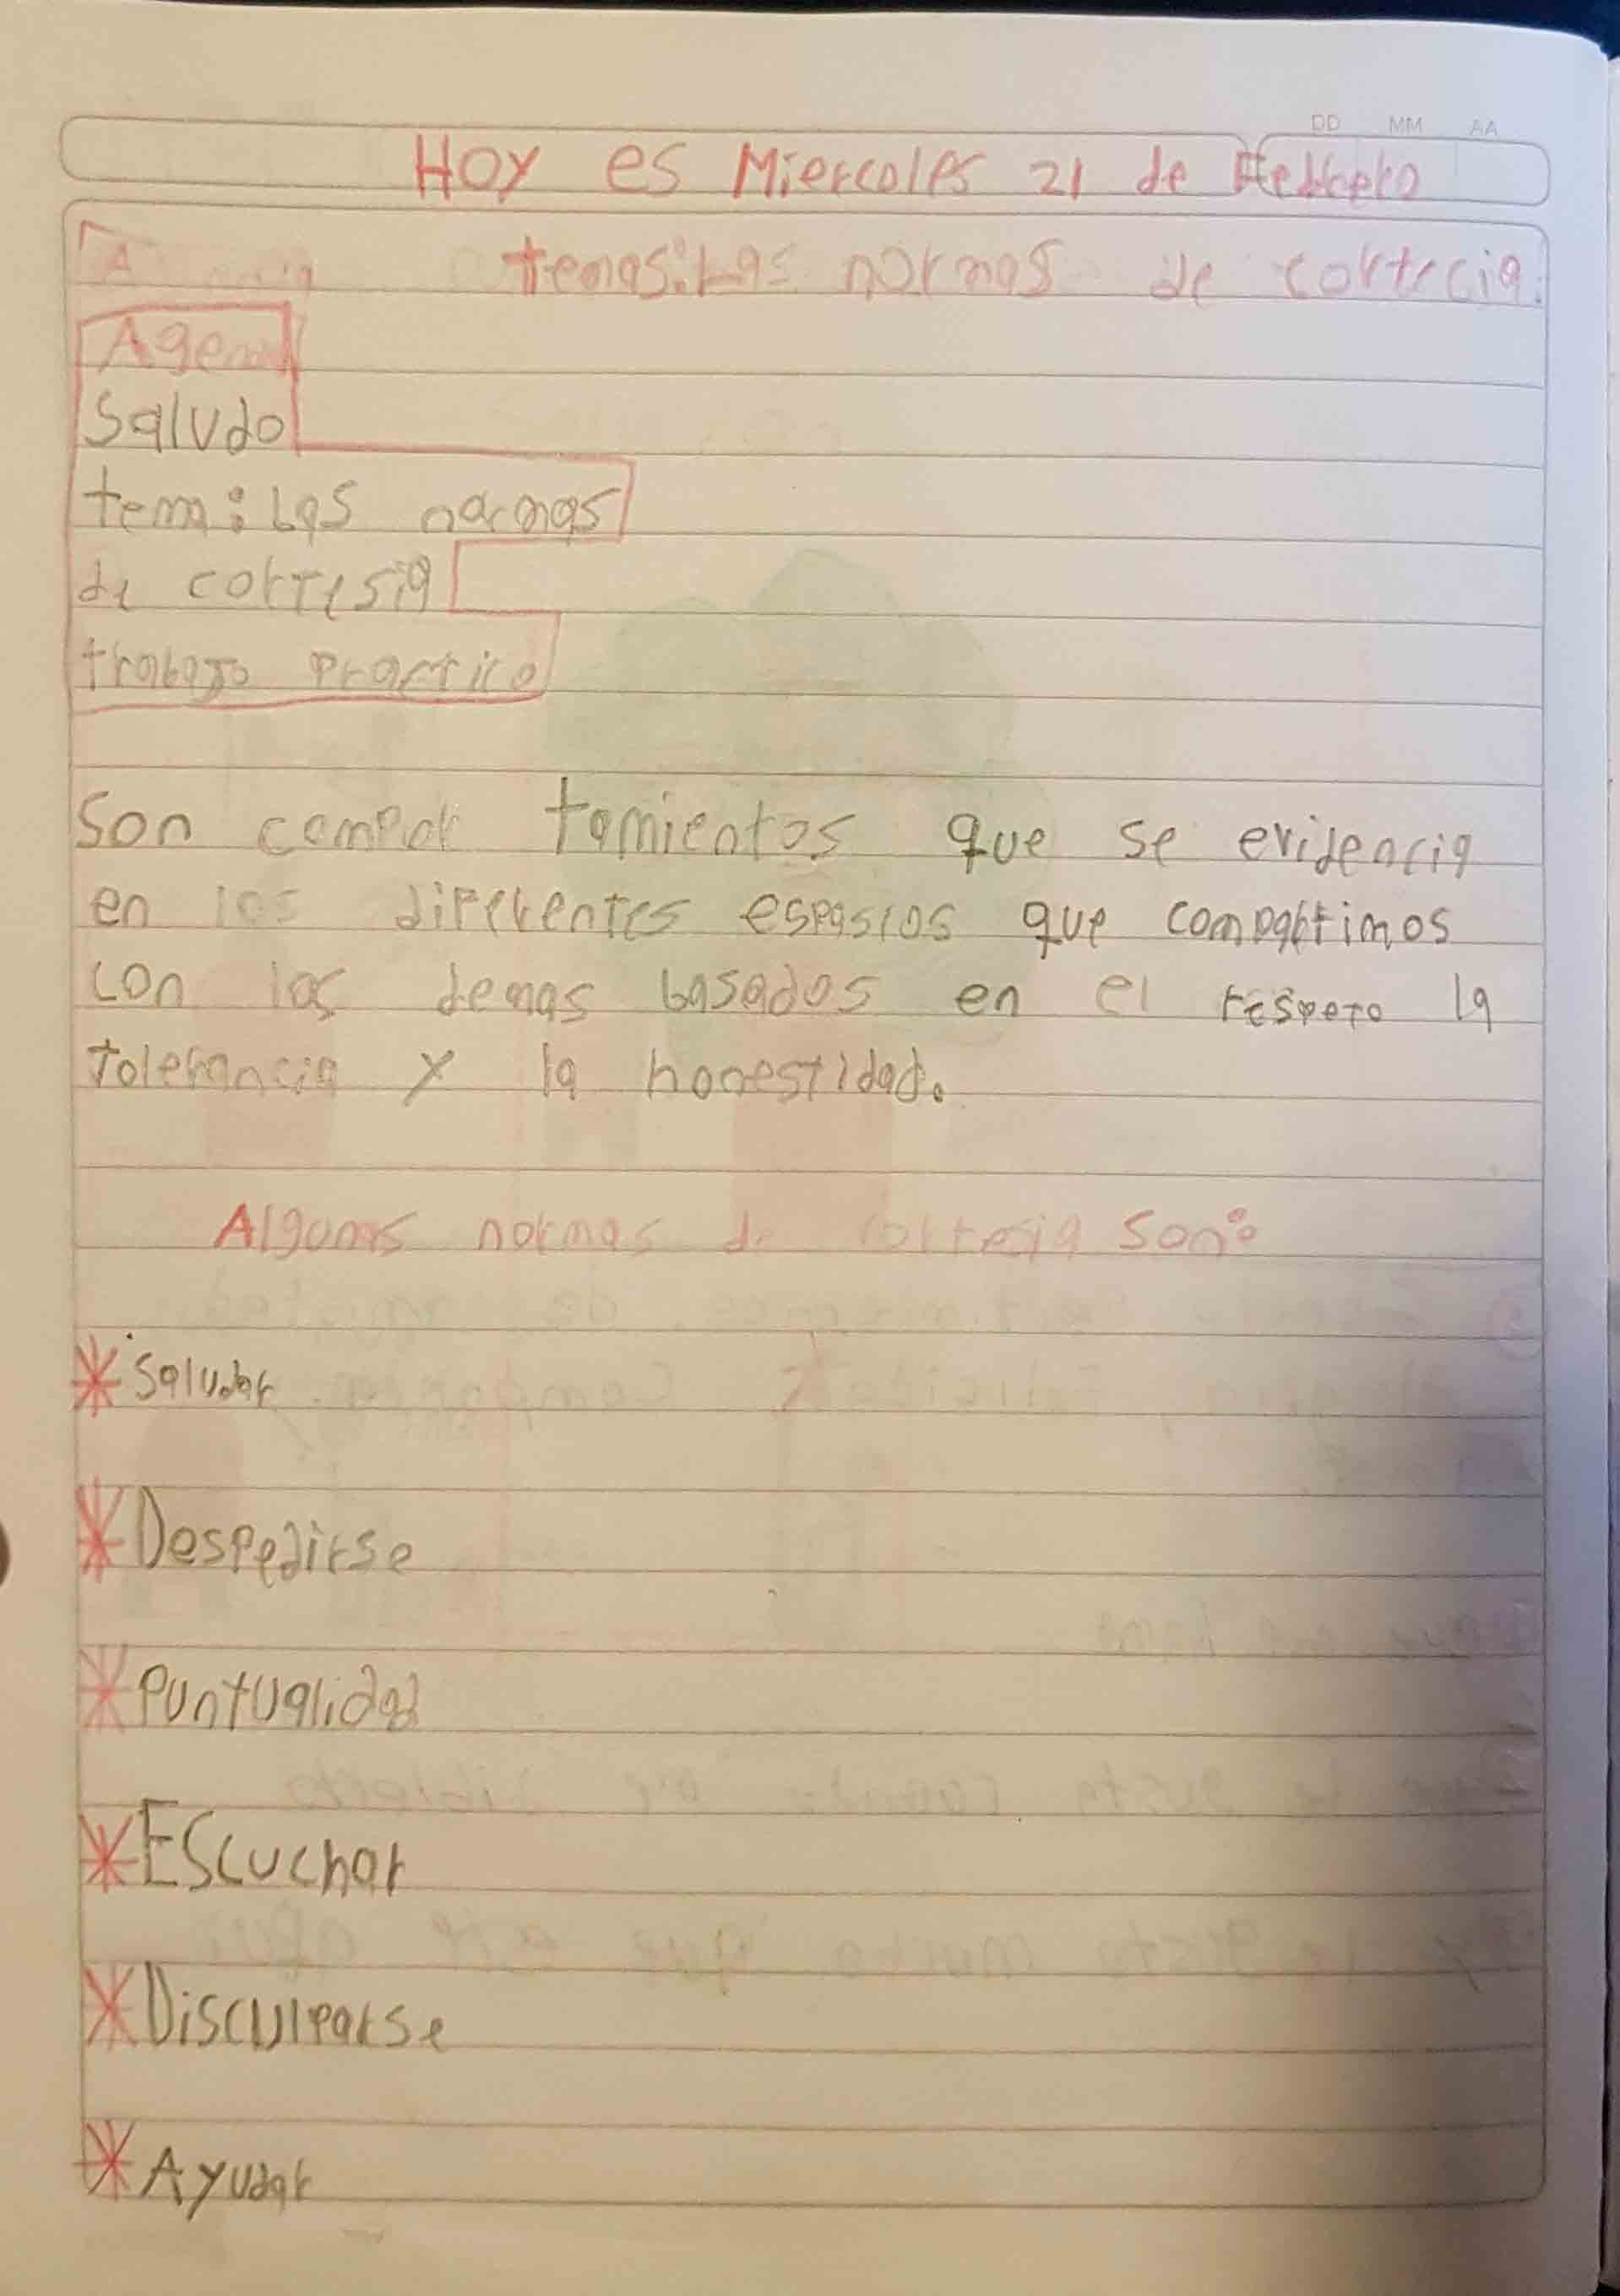 DD MM AA
Hoy es Miercoles 21 de Febrero
temas: Las normas de cortecia.
Agenda
Saludo
tema: Las normas
de cortesia
trabajo practico
Son compor tamientos que se evidencia
en los diferentes espasios que compartimos
con los demas basados en el respeto la
tolerancia y la honestidad.
Algunas normas de cortesia son:
* Saludar
* Despedirse
* Puntualidad
* Escuchar
* Disculparse
* Ayudar